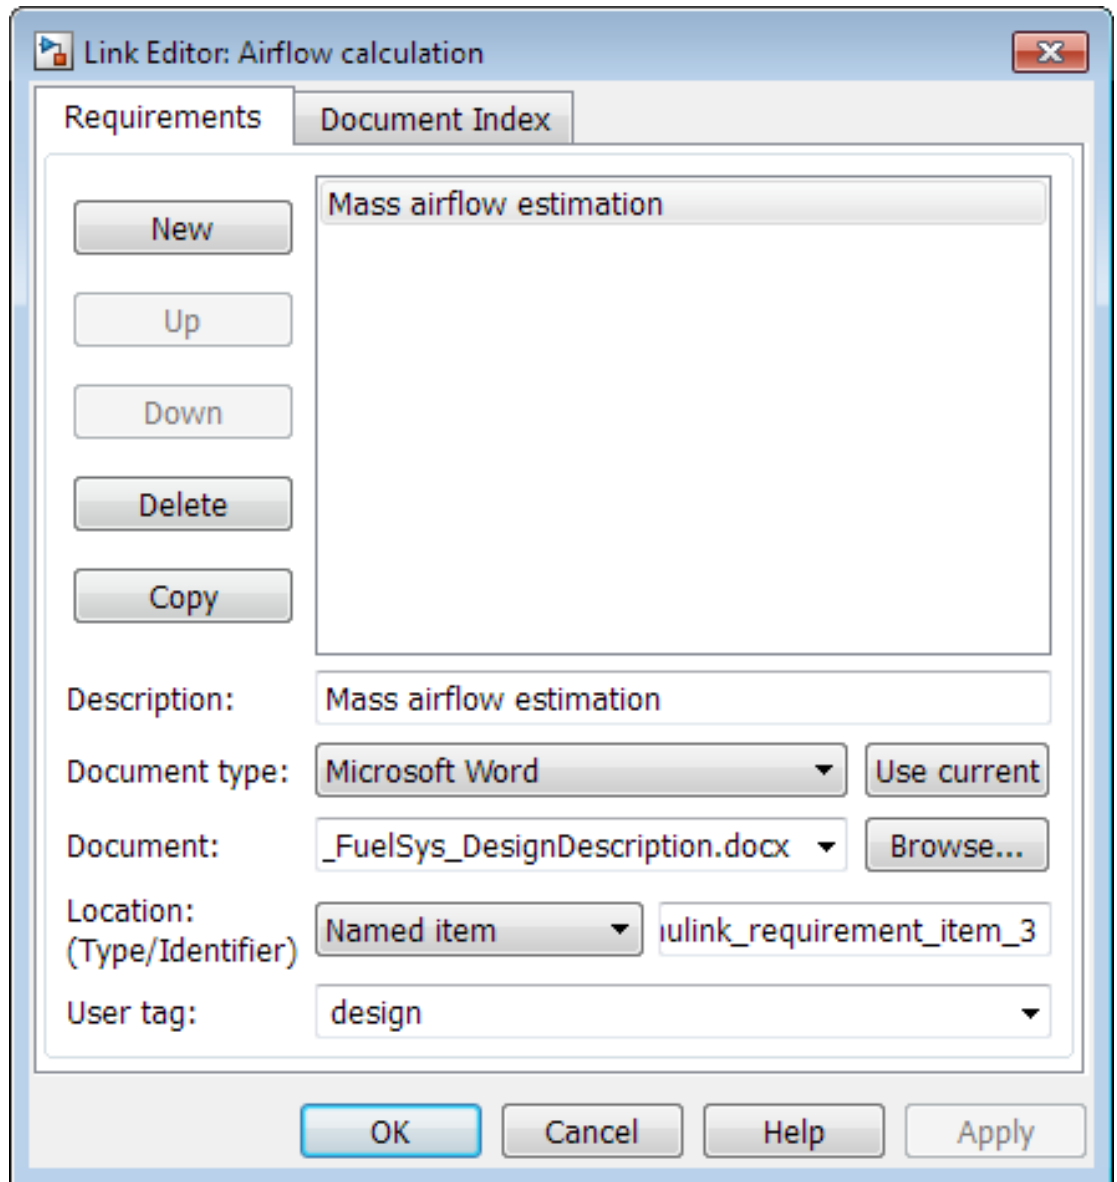 Link Editor: Airflow calculation
Requirements
Document Index
Mass airflow estimation
New
Up
Down
Delete
Copy
Description:
Mass airflow estimation
Document type:
Microsoft Word
Use current
Document:
_FuelSys_DesignDescription.docx
Browse...
Location:
(Type/Identifier)
Named item
ulink_requirement_item_3
User tag:
design
OK
Cancel
Help
Apply